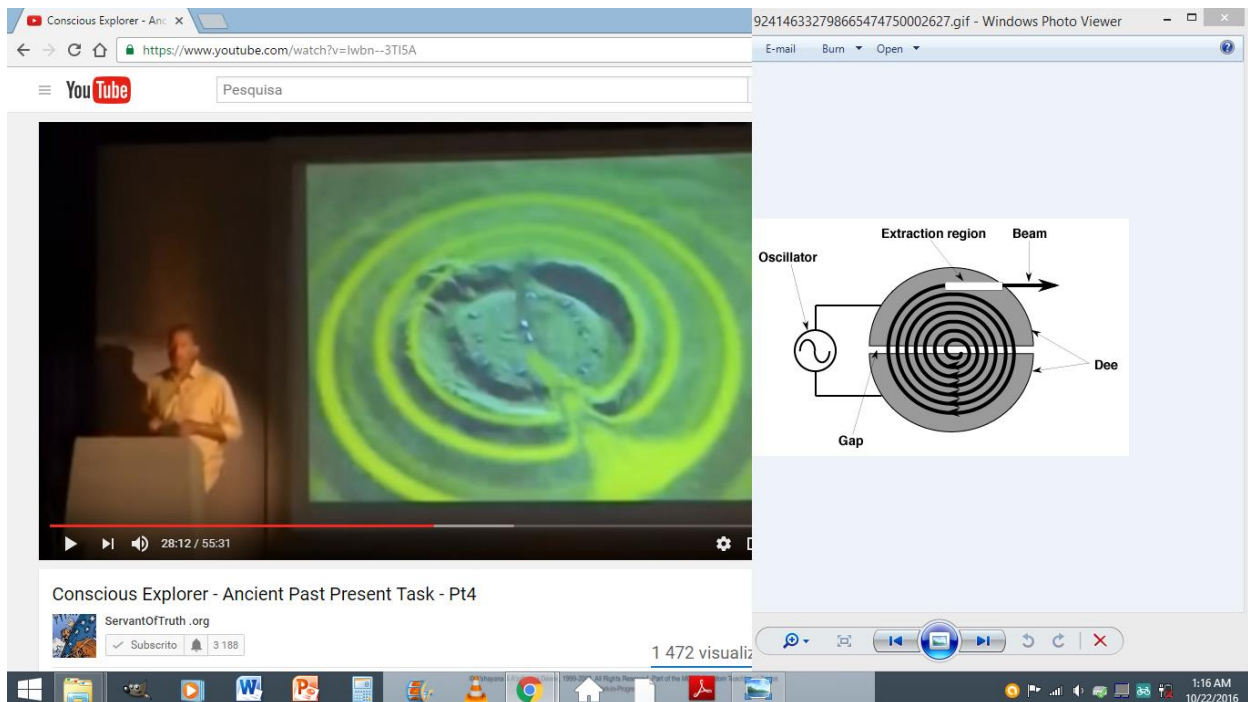 Conscious Explorer - Anc
https://www.youtube.com/watch?v=lwbn--3TI5A
YouTube
Pesquisa
28:12 / 55:31
Conscious Explorer - Ancient Past Present Task - Pt4
ServantOfTruth .org
Subscrito 3 188
1 472 visualiz
924146332798665474750002627.gif - Windows Photo Viewer
E-mail Burn Open
Extraction region Beam
Oscillator
Dee
Gap
1:16 AM
10/22/2016